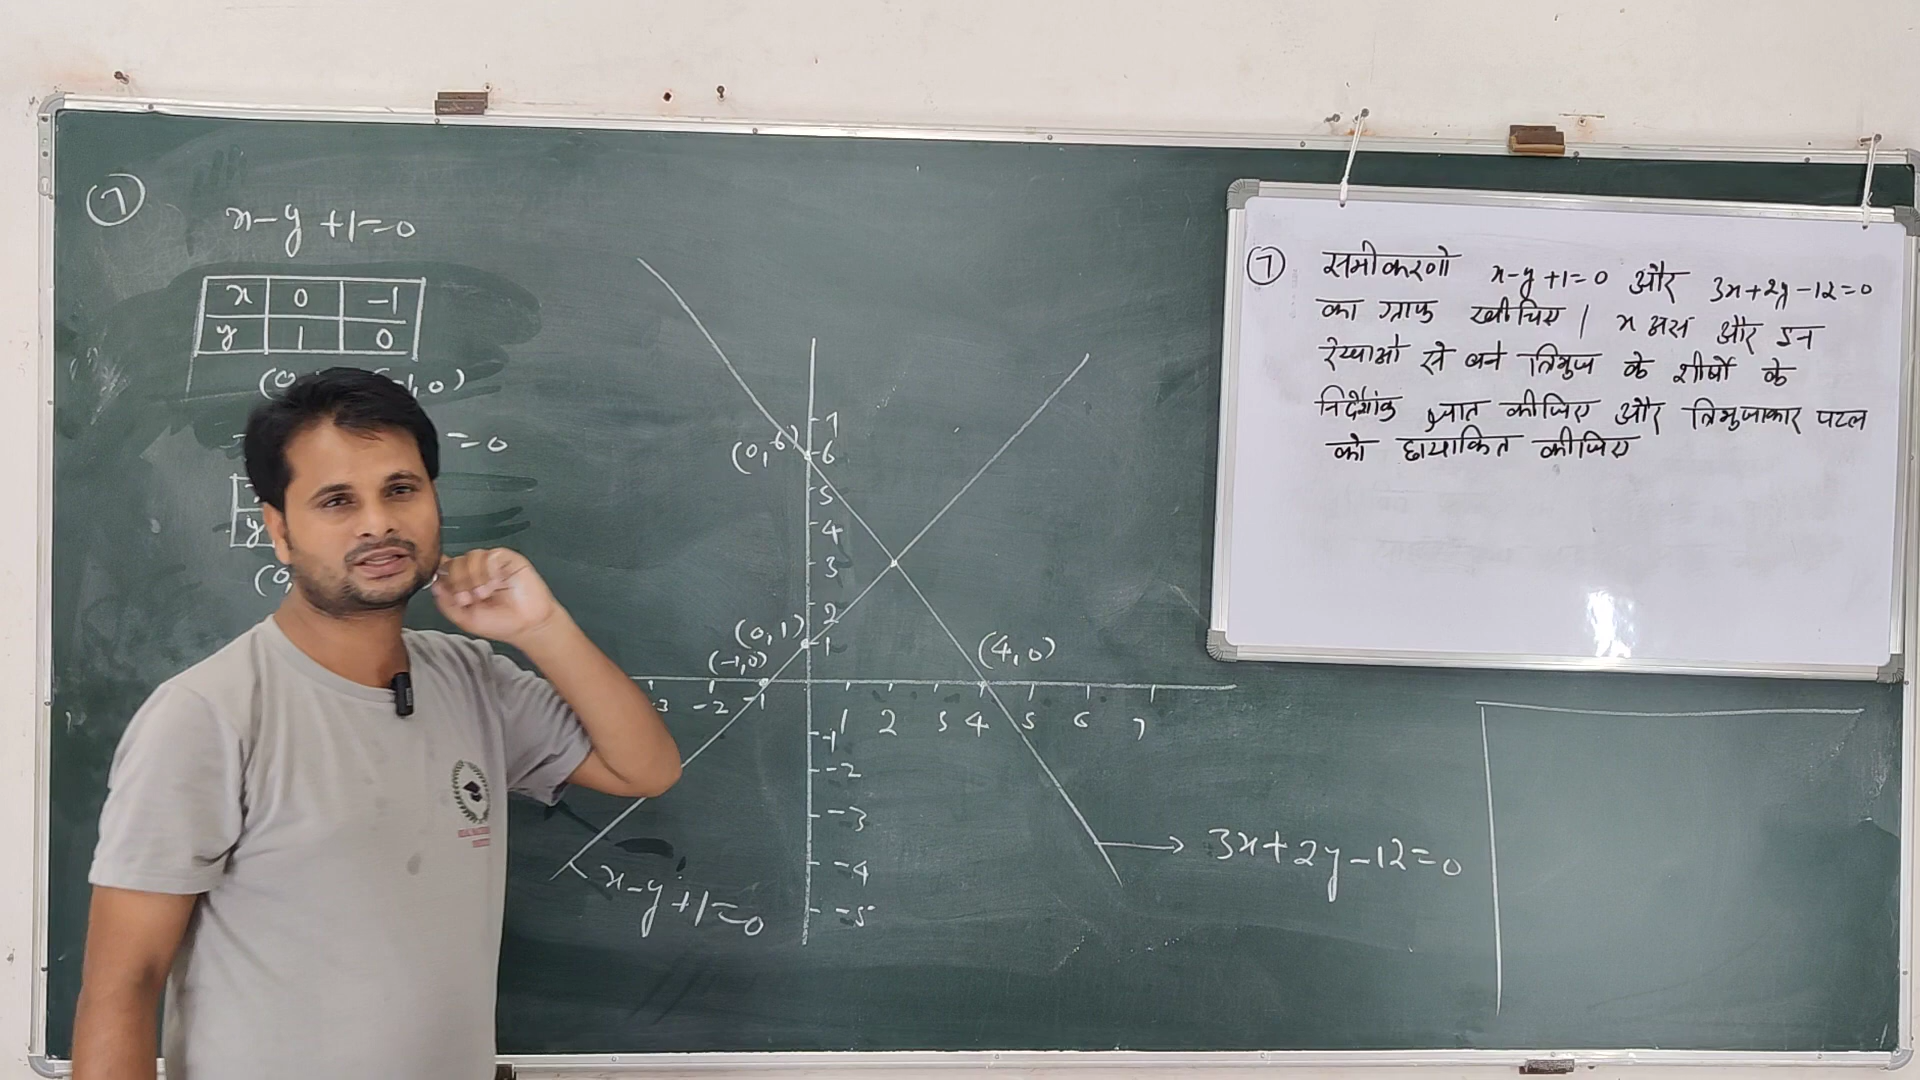 7
x-y+1=0
x 0 -1
y 1 0
(0 -1,0)
=0
y
(0,
7
(0,6) 6
5
4
3
2
(0,1) 1
(-1,0)
(4,0)
-3 -2 -1 1 2 3 4 5 6 7
-1
-2
-3
-4
-5
x-y+1=0
3x+2y-12=0
7 समीकरणो x-y+1=0 और 3x+2y-12=0
का ग्राफ खीचिए। x अक्ष और इन
रेखाओ से बने त्रिभुज के शीर्षो के
निर्देशांक ज्ञात कीजिए और त्रिभुजाकार पटल
को छायाकित कीजिए